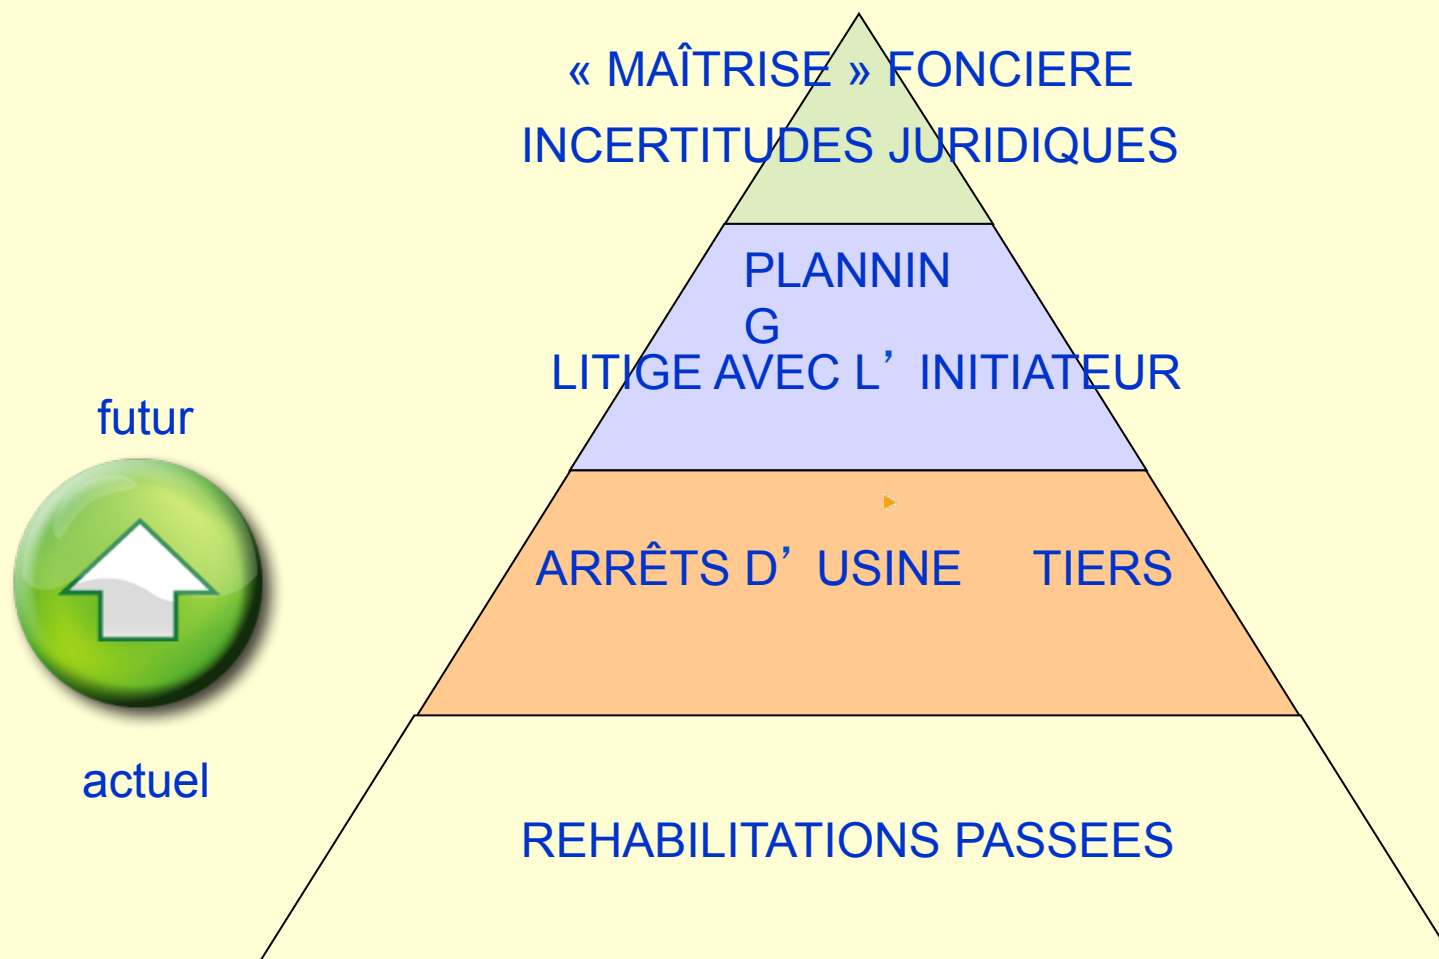 « MAÎTRISE » FONCIERE
INCERTITUDES JURIDIQUES
PLANNIN
G
LITIGE AVEC L’ INITIATEUR
futur
ARRÊTS D’ USINE TIERS
actuel
REHABILITATIONS PASSEES